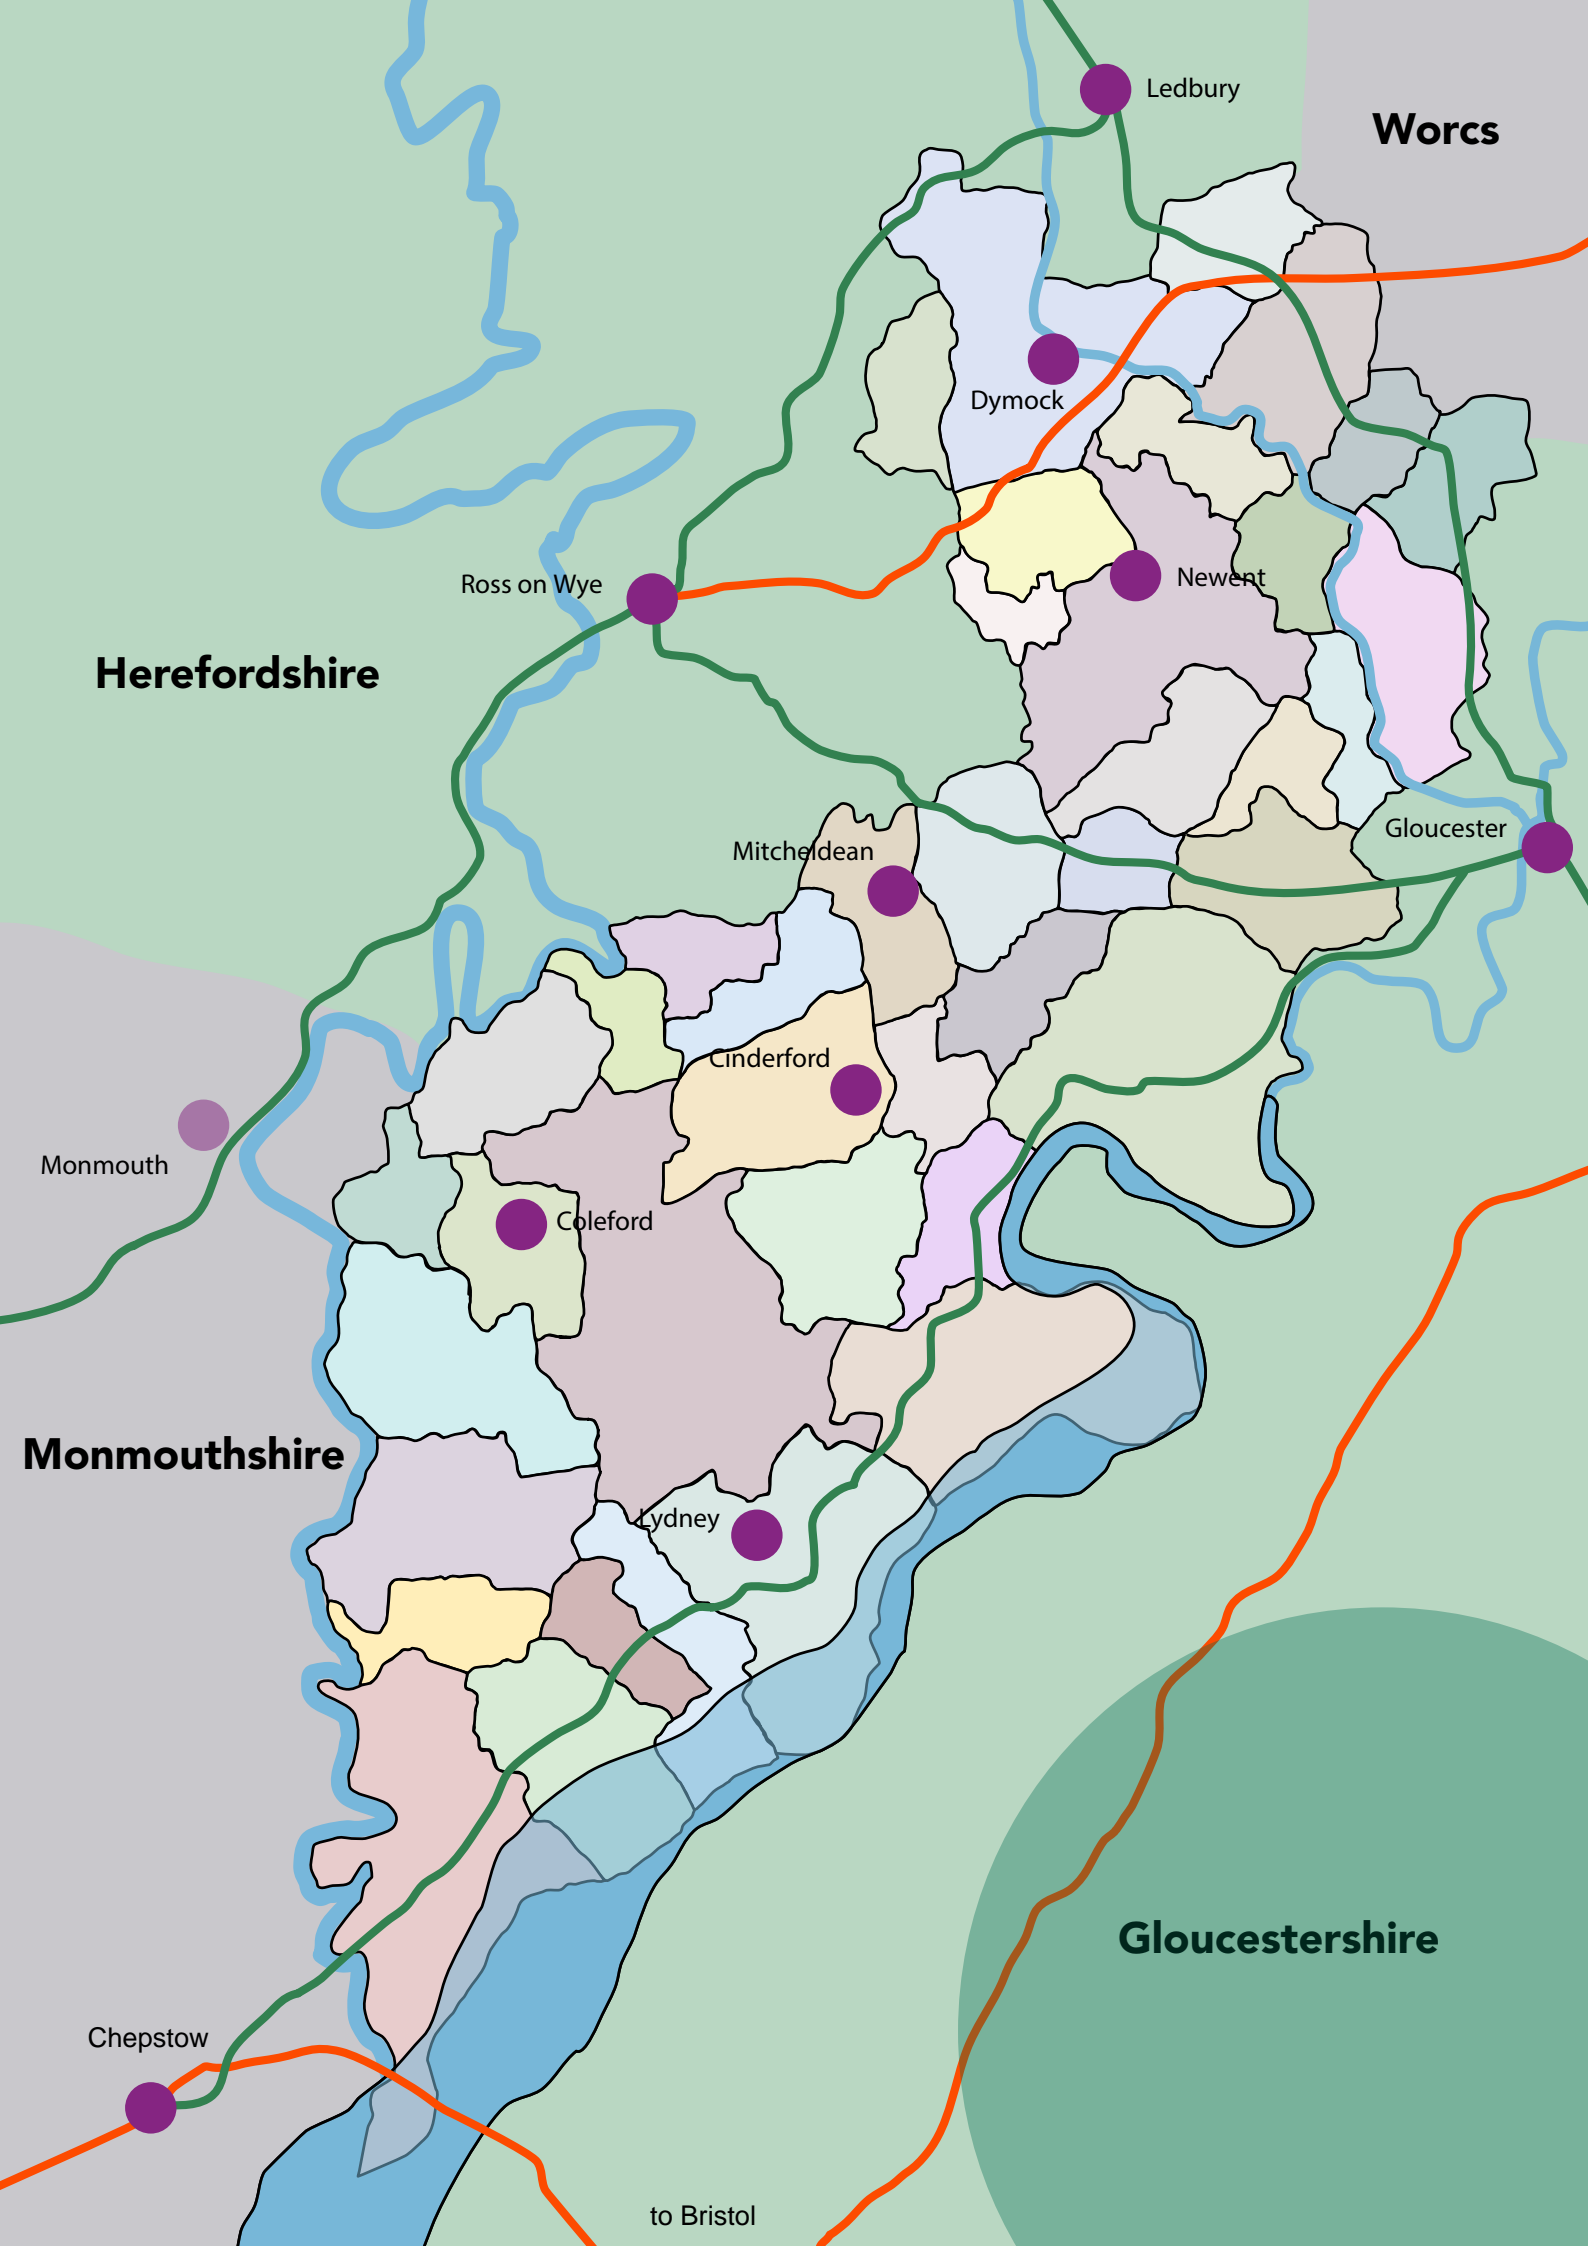 Ledbury
Worcs
Dymock
Ross on Wye
Newent
Herefordshire
Gloucester
Mitcheldean
Cinderford
Monmouth
Coleford
Monmouthshire
Lydney
Gloucestershire
Chepstow
to Bristol